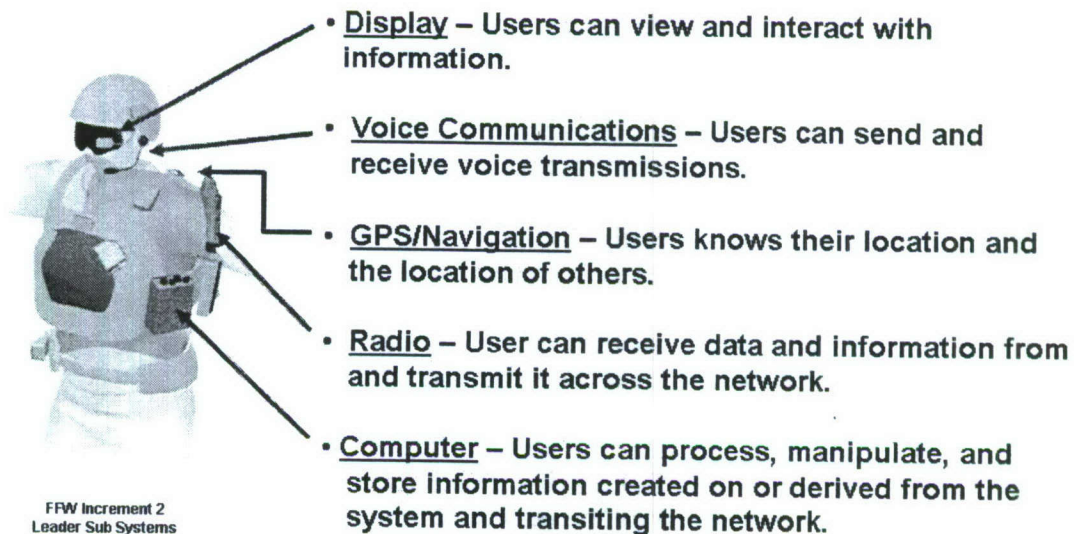 • Display – Users can view and interact with
information.
• Voice Communications – Users can send and
receive voice transmissions.
• GPS/Navigation – Users knows their location and
the location of others.
• Radio – User can receive data and information from
and transmit it across the network.
• Computer – Users can process, manipulate, and
store information created on or derived from the
system and transiting the network.
FFW Increment 2
Leader Sub Systems